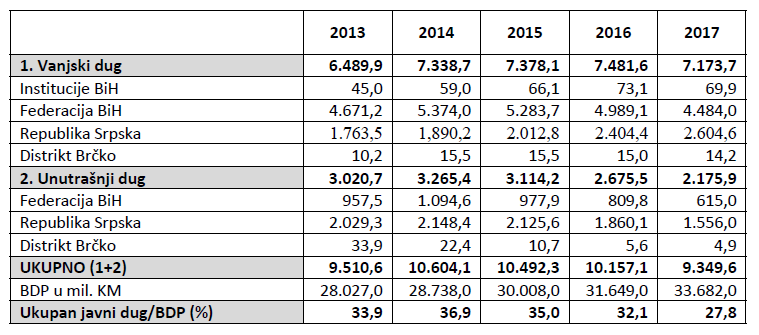 2013 2014 2015 2016 2017
1. Vanjski dug 6.489,9 7.338,7 7.378,1 7.481,6 7.173,7
Institucije BiH 45,0 59,0 66,1 73,1 69,9
Federacija BiH 4.671,2 5.374,0 5.283,7 4.989,1 4.484,0
Republika Srpska 1.763,5 1,890,2 2.012,8 2.404,4 2.604,6
Distrikt Brčko 10,2 15,5 15,5 15,0 14,2
2. Unutrašnji dug 3.020,7 3.265,4 3.114,2 2.675,5 2.175,9
Federacija BiH 957,5 1.094,6 977,9 809,8 615,0
Republika Srpska 2.029,3 2.148,4 2.125,6 1.860,1 1.556,0
Distrikt Brčko 33,9 22,4 10,7 5,6 4,9
UKUPNO (1+2) 9.510,6 10.604,1 10.492,3 10.157,1 9.349,6
BDP u mil. KM 28.027,0 28.738,0 30.008,0 31.649,0 33.682,0
Ukupan javni dug/BDP (%) 33,9 36,9 35,0 32,1 27,8